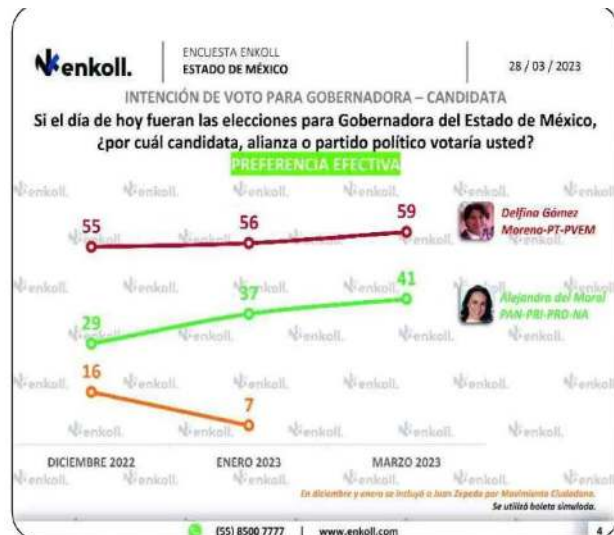 enkoll.
ENCUESTA ENKOLL
ESTADO DE MÉXICO
28 / 03 / 2023
INTENCIÓN DE VOTO PARA GOBERNADORA – CANDIDATA
Si el día de hoy fueran las elecciones para Gobernadora del Estado de México,
¿por cuál candidata, alianza o partido político votaría usted?
PREFERENCIA EFECTIVA
55
56
59
Delfina Gómez
Morena-PT-PVEM
29
37
41
Alejandra del Moral
PAN-PRI-PRD-NA
16
7
DICIEMBRE 2022
ENERO 2023
MARZO 2023
En diciembre y enero se incluyó a Juan Zepeda por Movimiento Ciudadano.
Se utilizó boleta simulada.
(55) 8500 7777 | www.enkoll.com
4